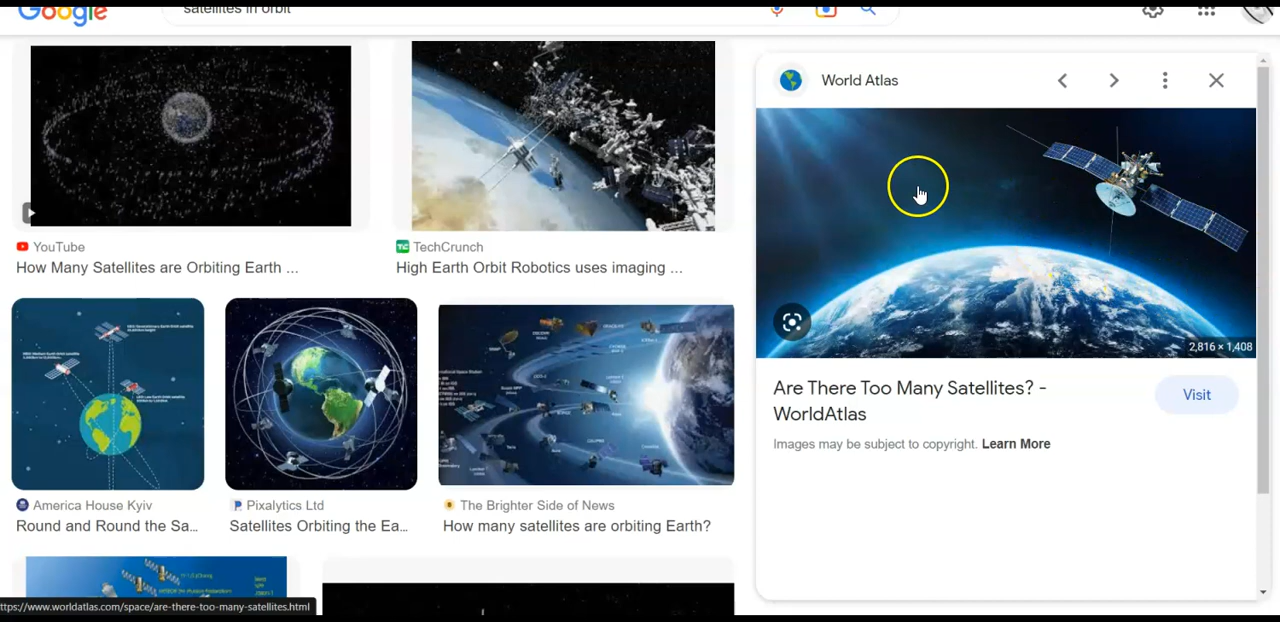 Google
satellites in orbit
YouTube
How Many Satellites are Orbiting Earth ...
TC TechCrunch
High Earth Orbit Robotics uses imaging ...
America House Kyiv
Round and Round the Sa...
Pixalytics Ltd
Satellites Orbiting the Ea...
The Brighter Side of News
How many satellites are orbiting Earth?
World Atlas
2,816 × 1,408
Are There Too Many Satellites? -
WorldAtlas
Visit
Images may be subject to copyright. Learn More
ttps://www.worldatlas.com/space/are-there-too-many-satellites.html